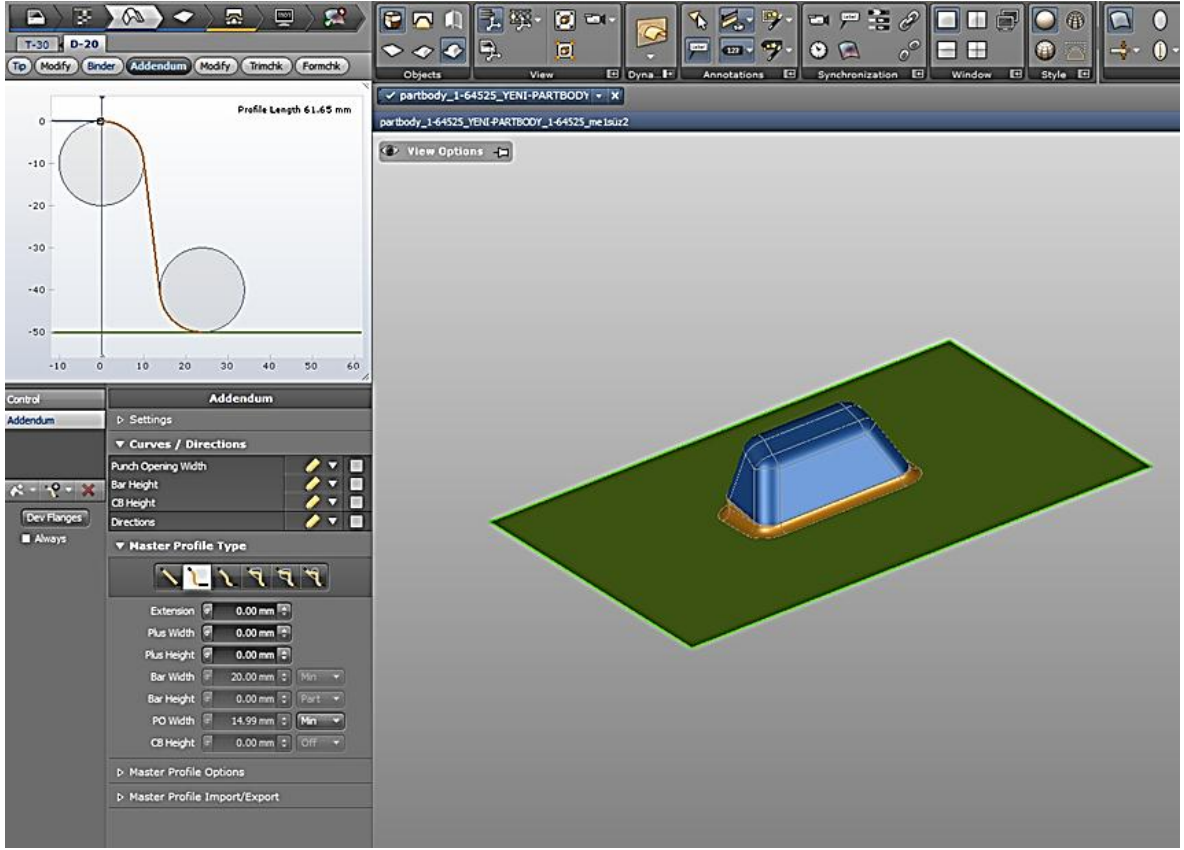 T-30 D-20
Tip Modify Binder Addendum Modify Trimchk Formchk
Objects View Dyna... Annotations Synchronization Window Style
partbody_1-64525_YENI-PARTBODY
partbody_1-64525_YENI-PARTBODY_1-64525_me1süz2
View Options
Profile Length 61.65 mm
0
-10
-20
-30
-40
-50
-10 0 10 20 30 40 50 60
Control
Addendum
Dev Flanges
Always
Addendum
Settings
Curves / Directions
Punch Opening Width
Bar Height
CB Height
Directions
Master Profile Type
Extension 0.00 mm
Plus Width 0.00 mm
Plus Height 0.00 mm
Bar Width 20.00 mm Min
Bar Height 0.00 mm Part
PO Width 14.99 mm Min
CB Height 0.00 mm Off
Master Profile Options
Master Profile Import/Export